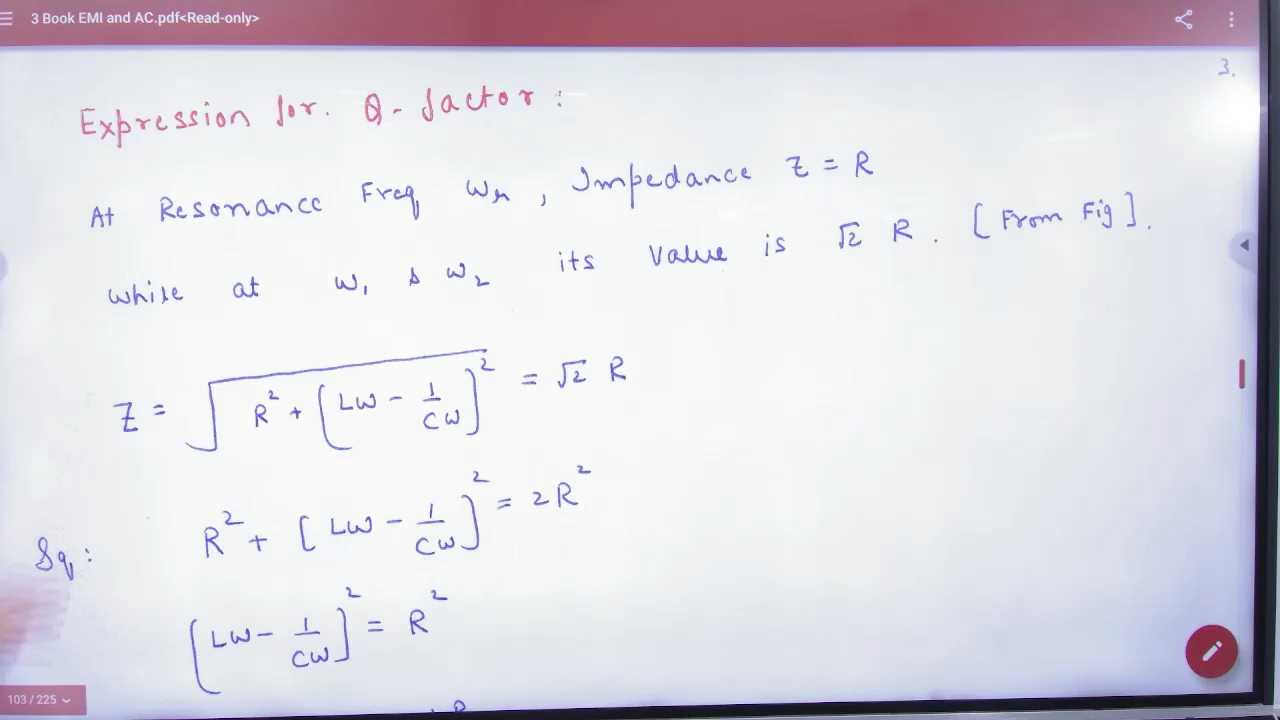 3 Book EMI and AC.pdf<Read-only>
3.
Expression for. Q-factor :
At Resonance Freq ωr , Impedance Z = R
while at ω₁ & ω₂ its value is √2 R. [From Fig].
Z = √(R² + [Lω - 1/Cω]²) = √2 R
Sq: R² + [Lω - 1/Cω]² = 2R²
[Lω - 1/Cω]² = R²
103 / 225